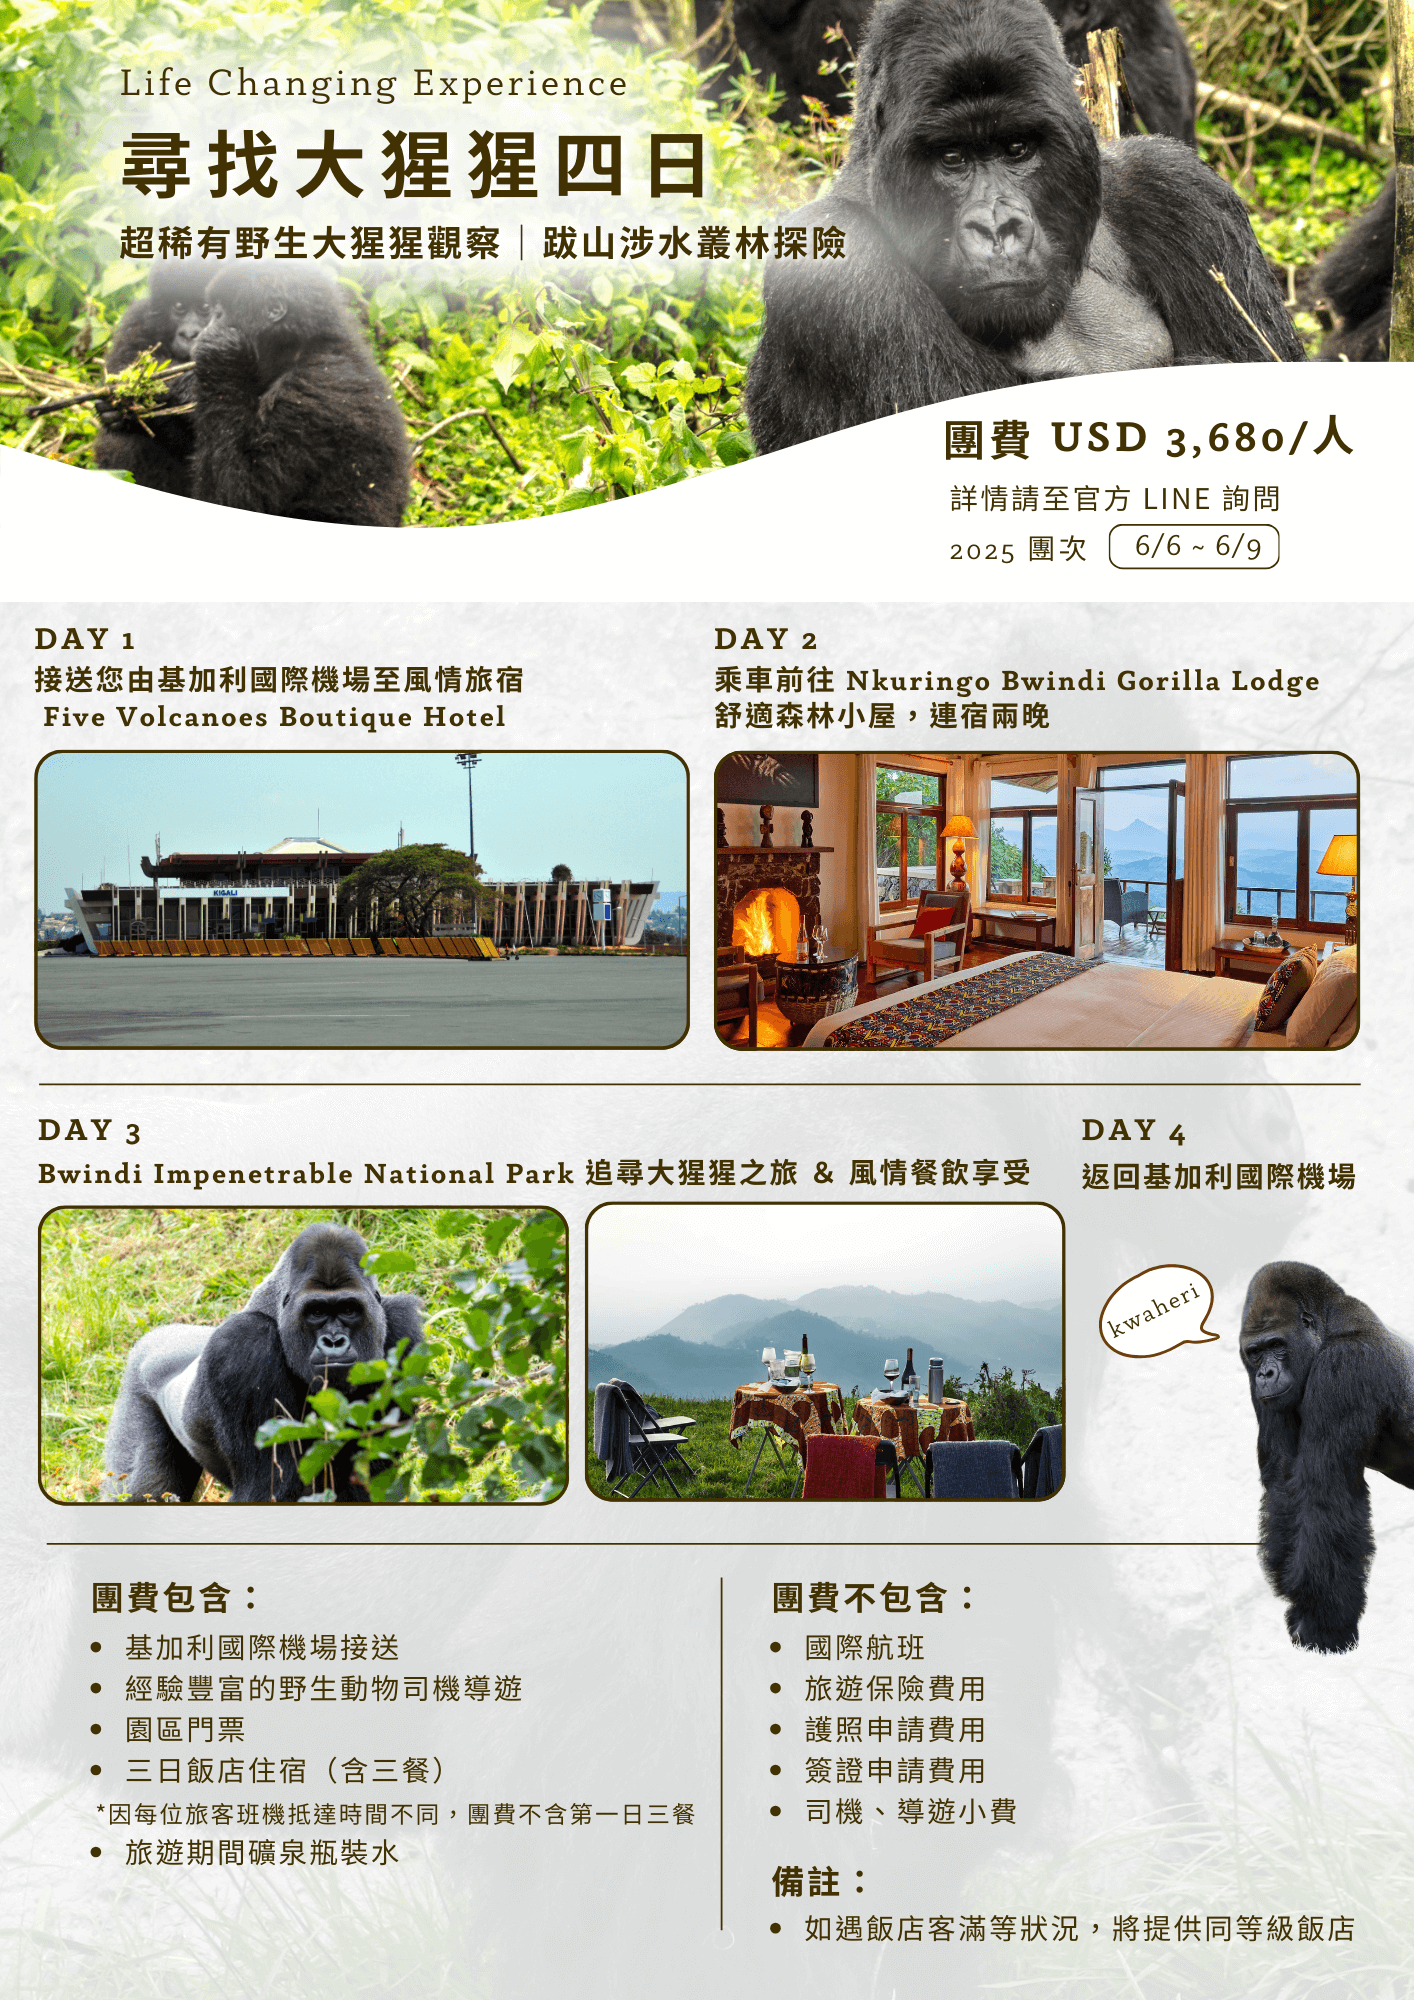 Life Changing Experience
尋找大猩猩四日
超稀有野生大猩猩觀察｜跋山涉水叢林探險
團費 USD 3,680/人
詳情請至官方 LINE 詢問
2025 團次 6/6 ~ 6/9
DAY 1
接送您由基加利國際機場至風情旅宿
Five Volcanoes Boutique Hotel
DAY 2
乘車前往 Nkuringo Bwindi Gorilla Lodge
舒適森林小屋，連宿兩晚
KIGALI
DAY 3
Bwindi Impenetrable National Park 追尋大猩猩之旅 & 風情餐飲享受
DAY 4
返回基加利國際機場
kwaheri
團費包含：
• 基加利國際機場接送
• 經驗豐富的野生動物司機導遊
• 園區門票
• 三日飯店住宿（含三餐）
*因每位旅客班機抵達時間不同，團費不含第一日三餐
• 旅遊期間礦泉瓶裝水
團費不包含：
• 國際航班
• 旅遊保險費用
• 護照申請費用
• 簽證申請費用
• 司機、導遊小費
備註：
• 如遇飯店客滿等狀況，將提供同等級飯店